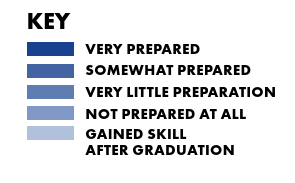 KEY
VERY PREPARED
SOMEWHAT PREPARED
VERY LITTLE PREPARATION
NOT PREPARED AT ALL
GAINED SKILL
AFTER GRADUATION